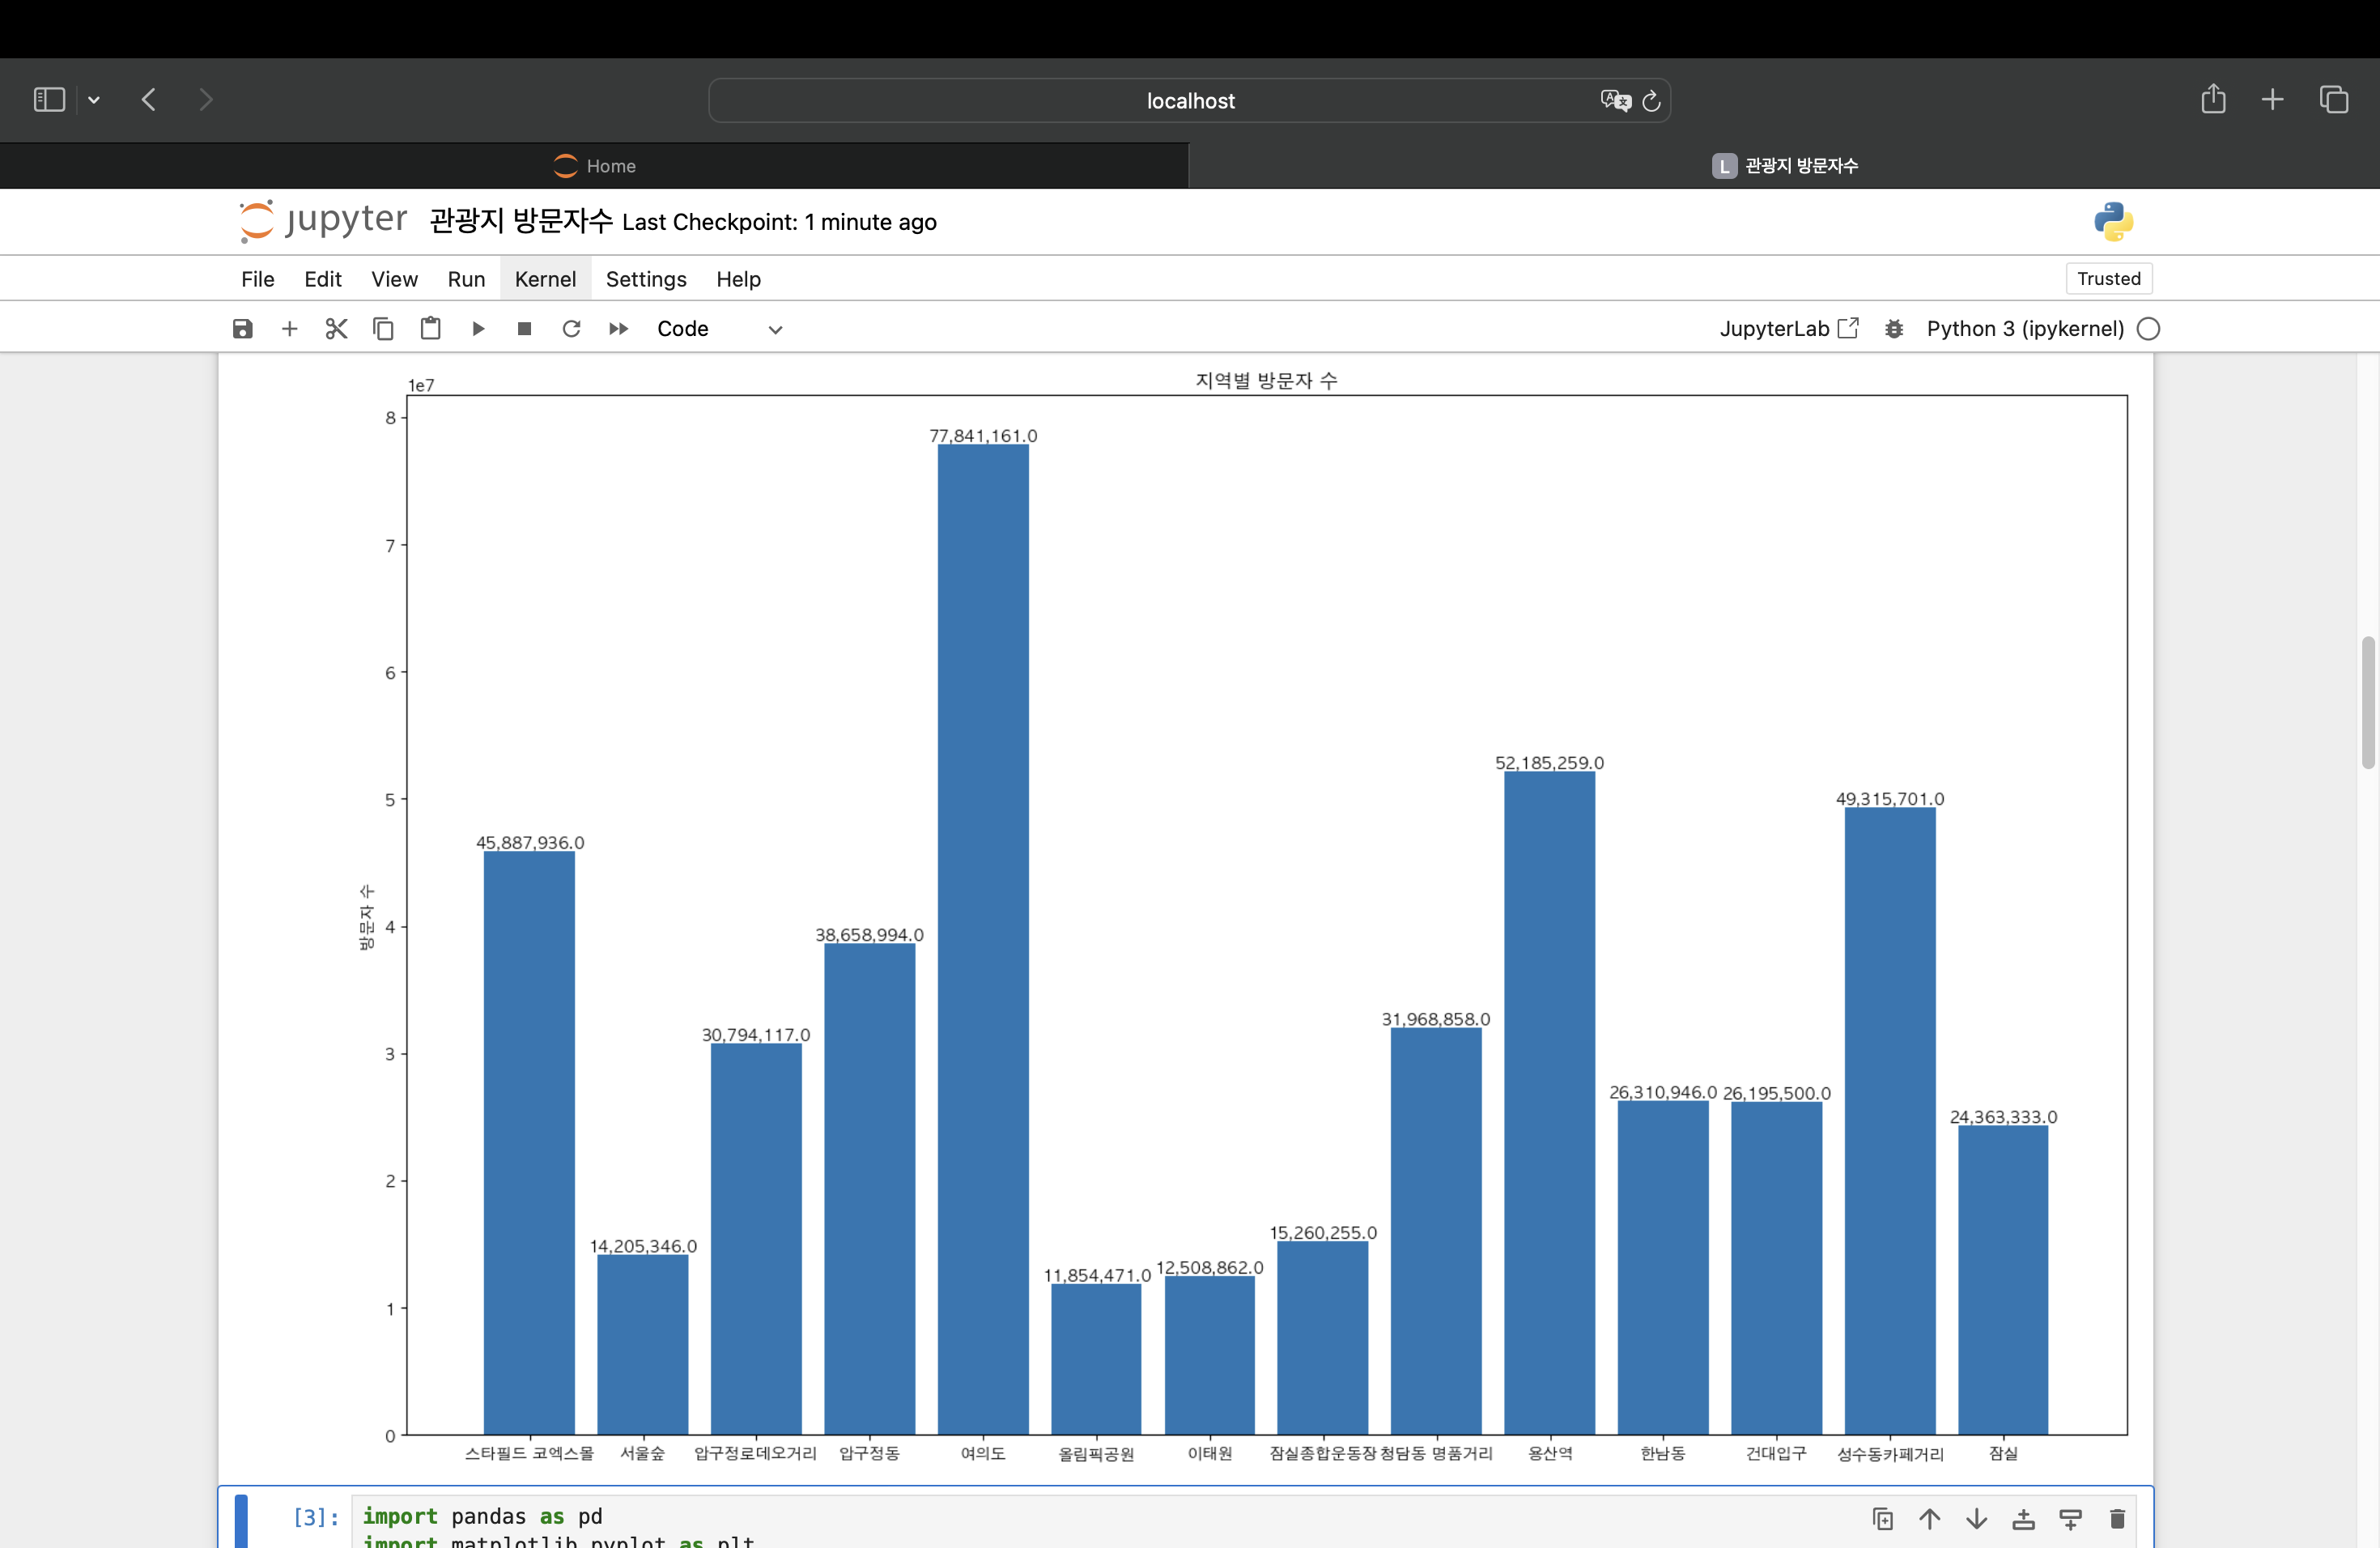 localhost
Home
L 관광지 방문자수
jupyter 관광지 방문자수 Last Checkpoint: 1 minute ago
File Edit View Run Kernel Settings Help
Trusted
Code
JupyterLab Python 3 (ipykernel)
지역별 방문자 수
1e7
8
7
6
5
4
3
2
1
0
방문자 수
45,887,936.0
14,205,346.0
30,794,117.0
38,658,994.0
77,841,161.0
11,854,471.0
12,508,862.0
15,260,255.0
31,968,858.0
52,185,259.0
26,310,946.0
26,195,500.0
49,315,701.0
24,363,333.0
스타필드 코엑스몰 서울숲 압구정로데오거리 압구정동 여의도 올림픽공원 이태원 잠실종합운동장 청담동 명품거리 용산역 한남동 건대입구 성수동카페거리 잠실
[3]: import pandas as pd
import matplotlib.pyplot as plt